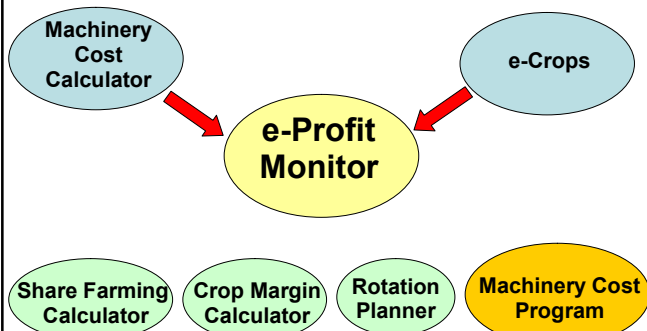 Machinery
Cost
Calculator
e-Crops
e-Profit
Monitor
Share Farming
Calculator
Crop Margin
Calculator
Rotation
Planner
Machinery Cost
Program